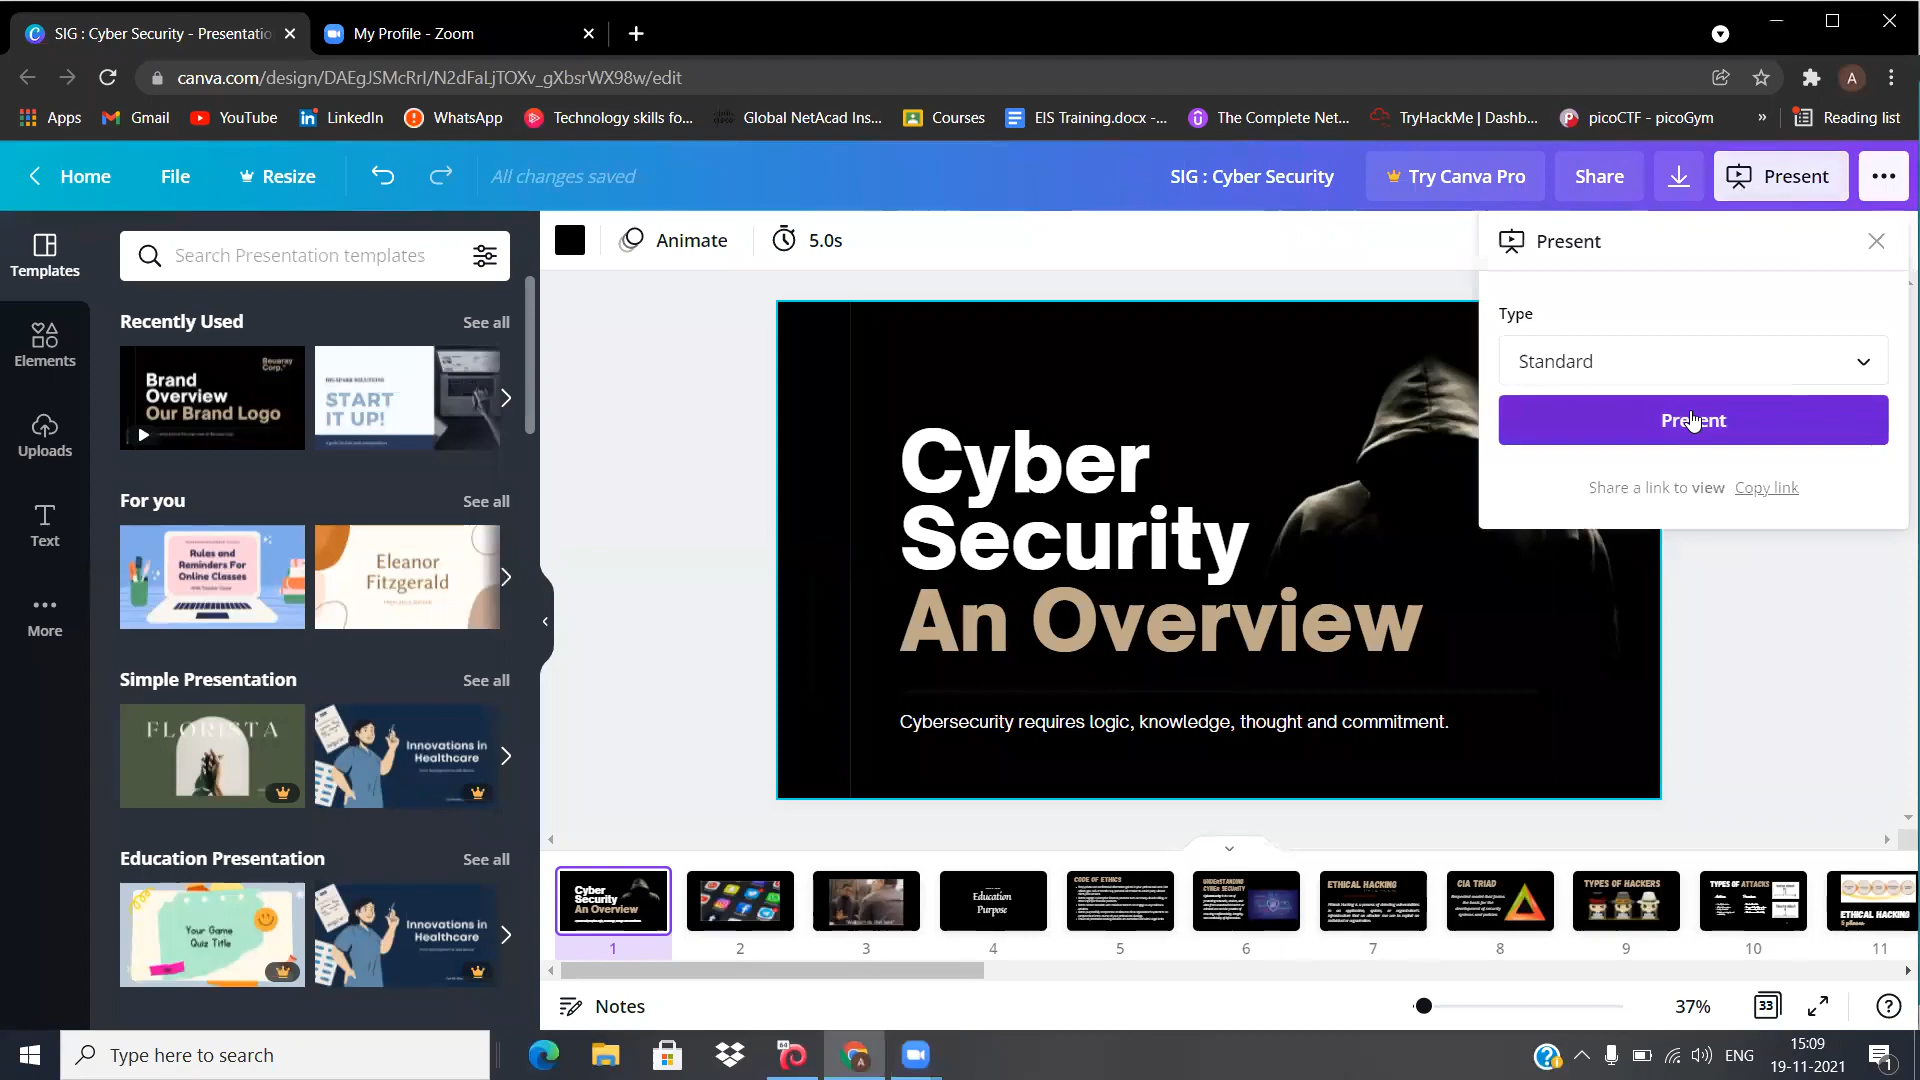 SIG : Cyber Security - Presentatio
My Profile - Zoom
canva.com/design/DAEgJSMcRrI/N2dFaLjTOXv_gXbsrWX98w/edit
A
Apps
Gmail
YouTube
LinkedIn
WhatsApp
Technology skills fo...
Global NetAcad Ins...
Courses
EIS Training.docx -...
The Complete Net...
TryHackMe | Dashb...
picoCTF - picoGym
»
Reading list
Home
File
Resize
All changes saved
SIG : Cyber Security
Try Canva Pro
Share
Present
Templates
Elements
Uploads
Text
More
Search Presentation templates
Recently Used
See all
Brand
Overview
Our Brand Logo
START
IT UP!
For you
See all
Rules and
Reminders For
Online Classes
Eleanor
Fitzgerald
Simple Presentation
See all
FLORISTA
Innovations in
Healthcare
Education Presentation
See all
Your Game
Quiz Title
Innovations in
Healthcare
Animate
5.0s
Present
Type
Standard
Present
Share a link to view Copy link
Cyber
Security
An Overview
Cybersecurity requires logic, knowledge, thought and commitment.
Cyber
Security
An Overview
Education
Purpose
CODE OF ETHICS
UNDERSTANDING
CYBER SECURITY
ETHICAL HACKING
CIA TRIAD
TYPES OF HACKERS
TYPES OF ATTACKS
ETHICAL HACKING
1
2
3
4
5
6
7
8
9
10
11
Notes
37%
33
Type here to search
ENG
15:09
19-11-2021
1